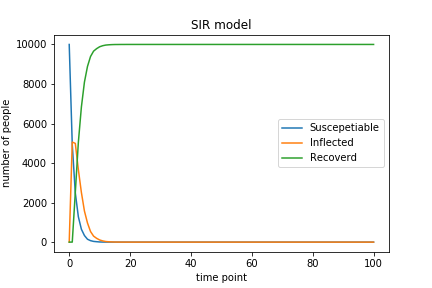 SIR model
number of people
10000
8000
6000
4000
2000
0
Suscepetiable
Inflected
Recoverd
0 20 40 60 80 100
time point